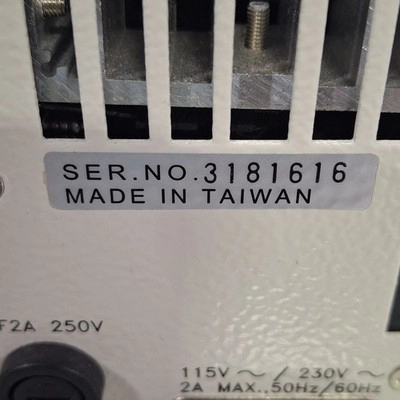 SER.NO.3181616
MADE IN TAIWAN
F2A 250V
115V ~ / 230V ~
2A MAX.,50Hz/60Hz